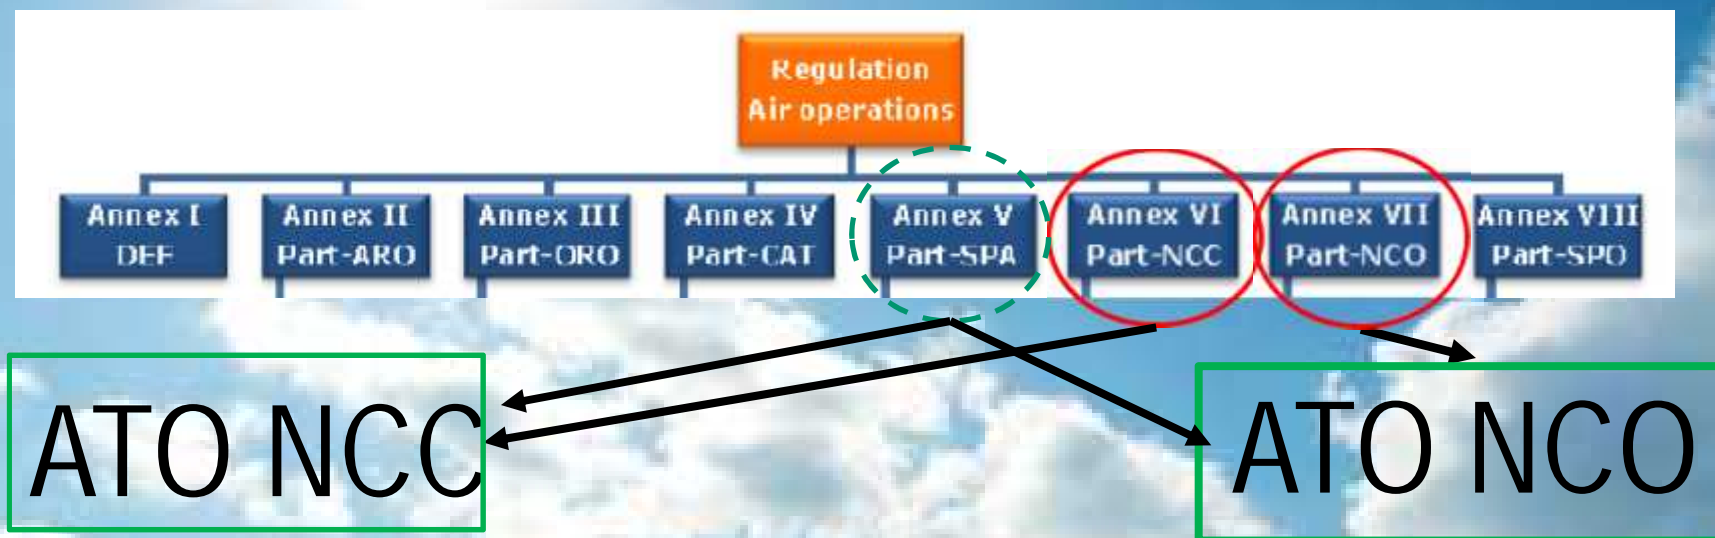 Regulation
Air operations
Annex I
DEF
Annex II
Part-ARO
Annex III
Part-ORO
Annex IV
Part-CAT
Annex V
Part-SPA
Annex VI
Part-NCC
Annex VII
Part-NCO
Annex VIII
Part-SPO
ATO NCC
ATO NCO